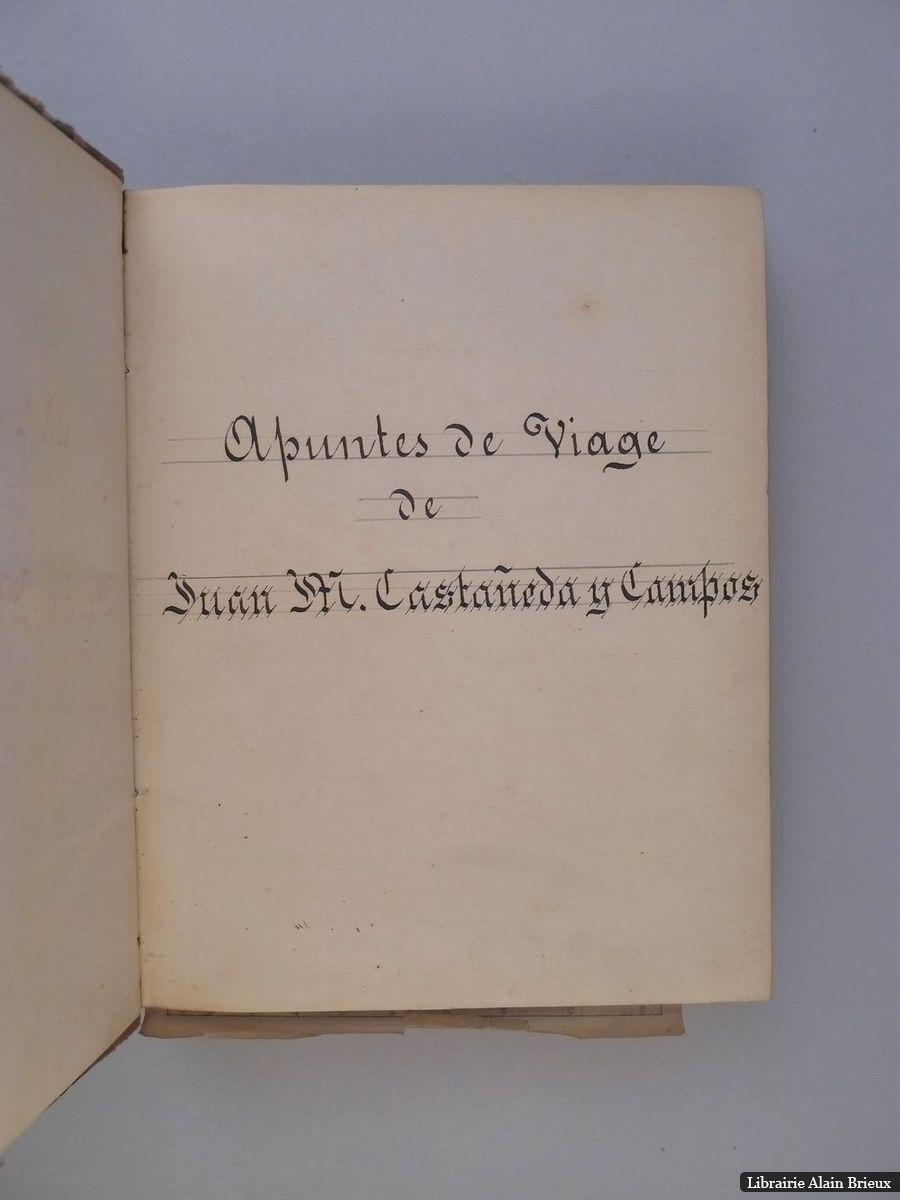 Apuntes de Viage
de
Juan M. Castañeda y Campos
Librairie Alain Brieux